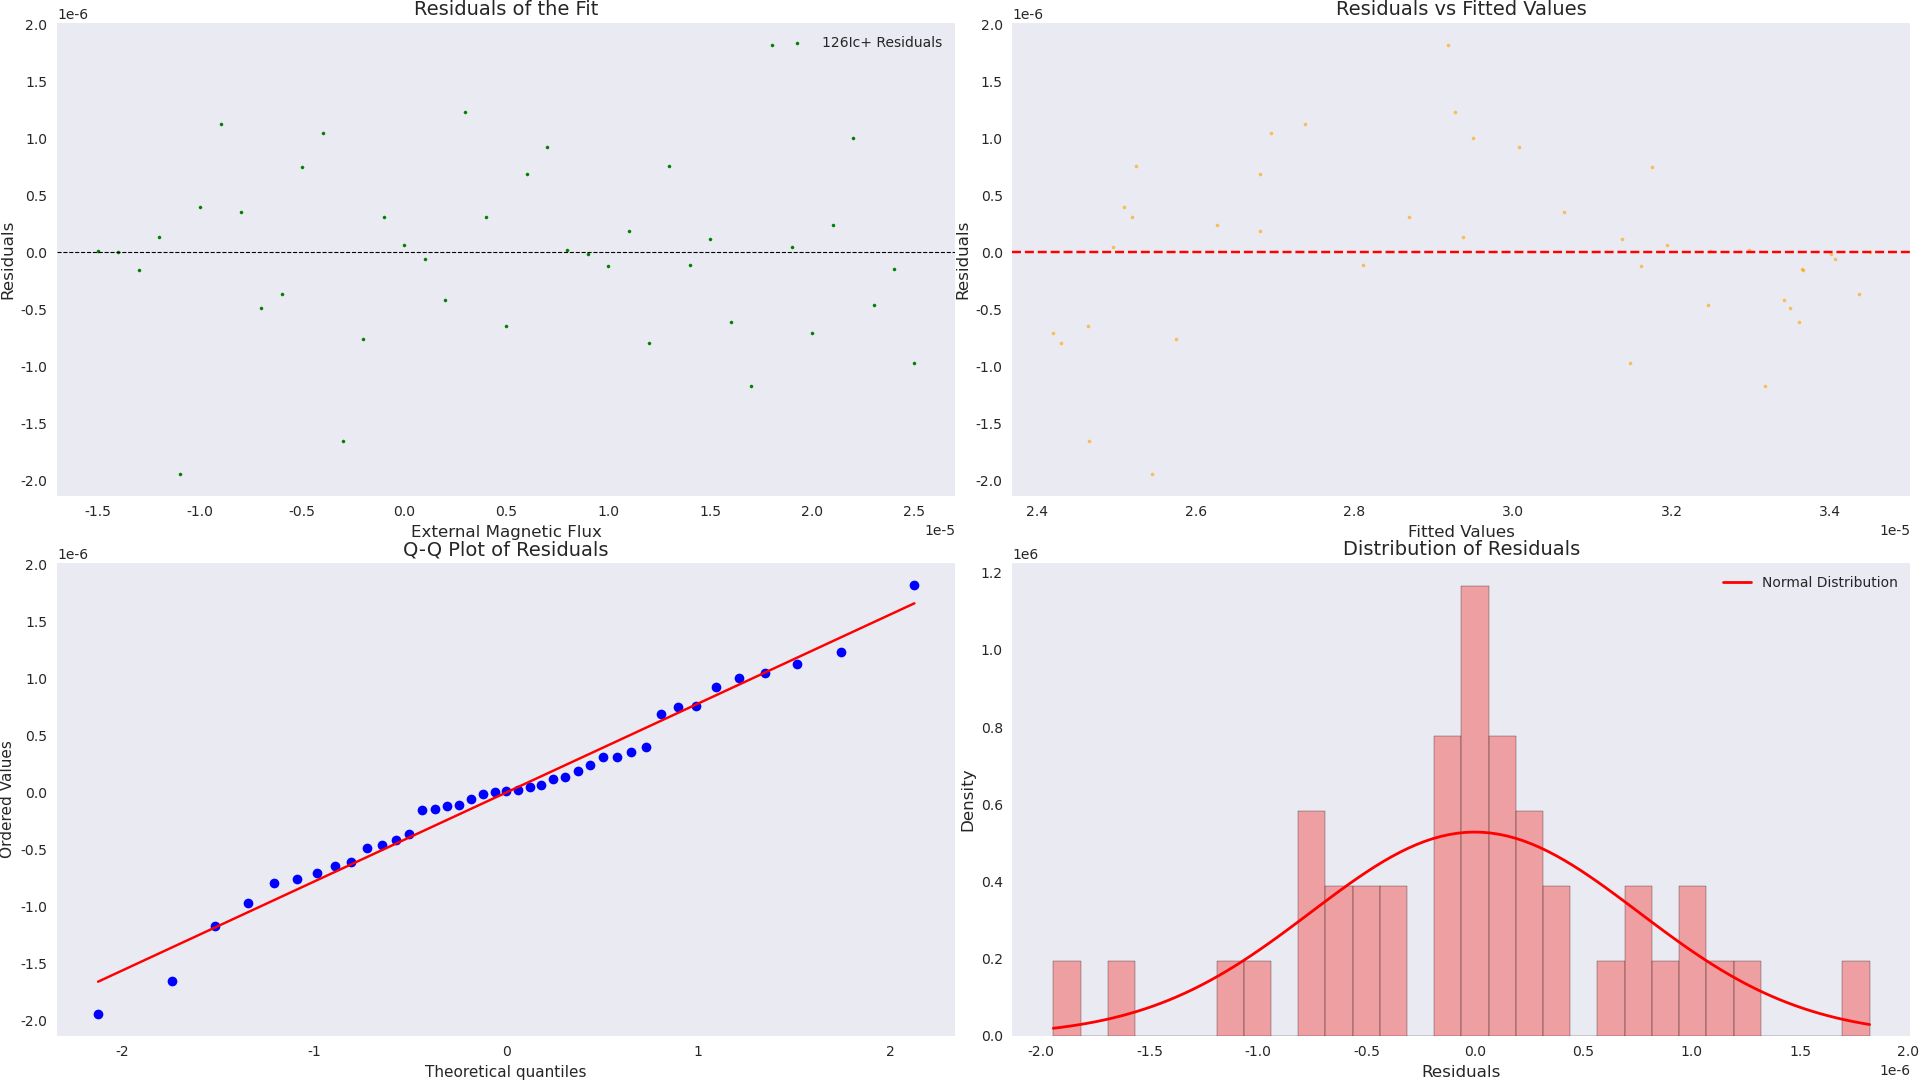 Residuals of the Fit
1e-6
126Ic+ Residuals
2.0
1.5
1.0
0.5
0.0
-0.5
-1.0
-1.5
-2.0
Residuals
-1.5 -1.0 -0.5 0.0 0.5 1.0 1.5 2.0 2.5
1e-5
External Magnetic Flux
Residuals vs Fitted Values
1e-6
2.0
1.5
1.0
0.5
0.0
-0.5
-1.0
-1.5
-2.0
Residuals
2.4 2.6 2.8 3.0 3.2 3.4
1e-5
Fitted Values
Q-Q Plot of Residuals
1e-6
2.0
1.5
1.0
0.5
0.0
-0.5
-1.0
-1.5
-2.0
Ordered Values
-2 -1 0 1 2
Theoretical quantiles
Distribution of Residuals
1e6
Normal Distribution
1.2
1.0
0.8
0.6
0.4
0.2
0.0
Density
-2.0 -1.5 -1.0 -0.5 0.0 0.5 1.0 1.5 2.0
1e-6
Residuals